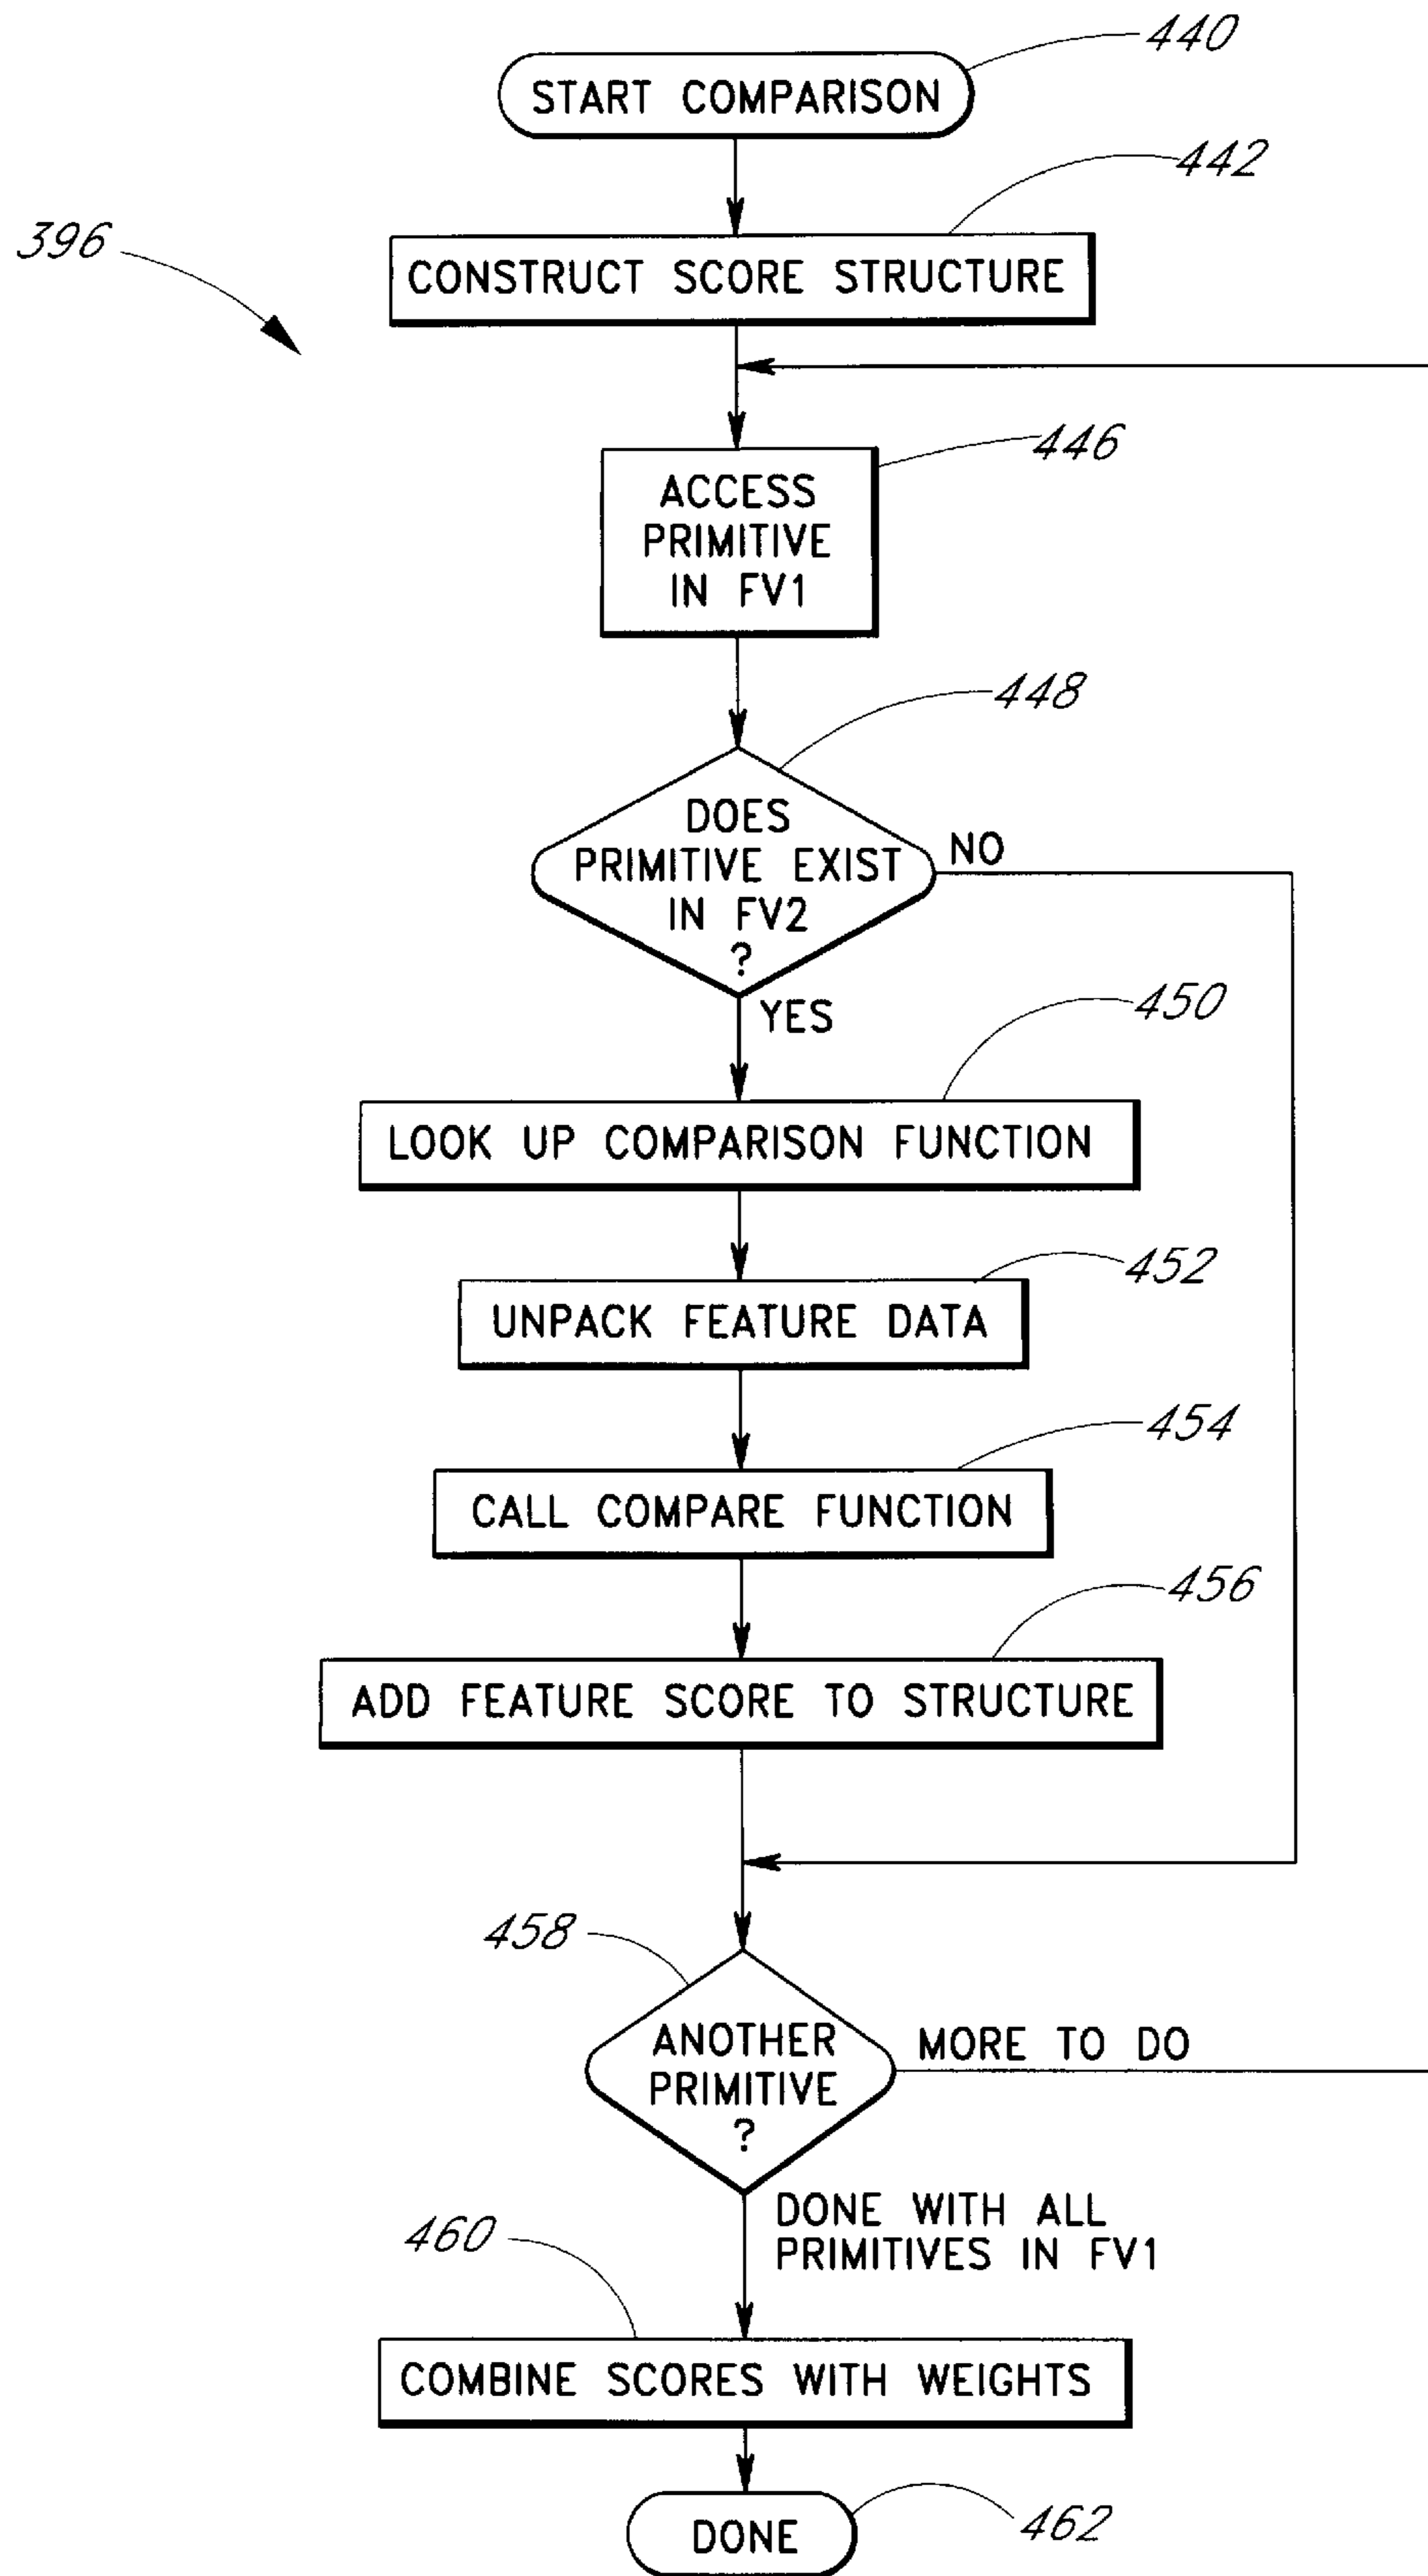 440
START COMPARISON
442
396
CONSTRUCT SCORE STRUCTURE
446
ACCESS
PRIMITIVE
IN FV1
448
DOES
PRIMITIVE EXIST
IN FV2
?
NO
YES
450
LOOK UP COMPARISON FUNCTION
452
UNPACK FEATURE DATA
454
CALL COMPARE FUNCTION
456
ADD FEATURE SCORE TO STRUCTURE
458
ANOTHER
PRIMITIVE
?
MORE TO DO
DONE WITH ALL
PRIMITIVES IN FV1
460
COMBINE SCORES WITH WEIGHTS
DONE
462